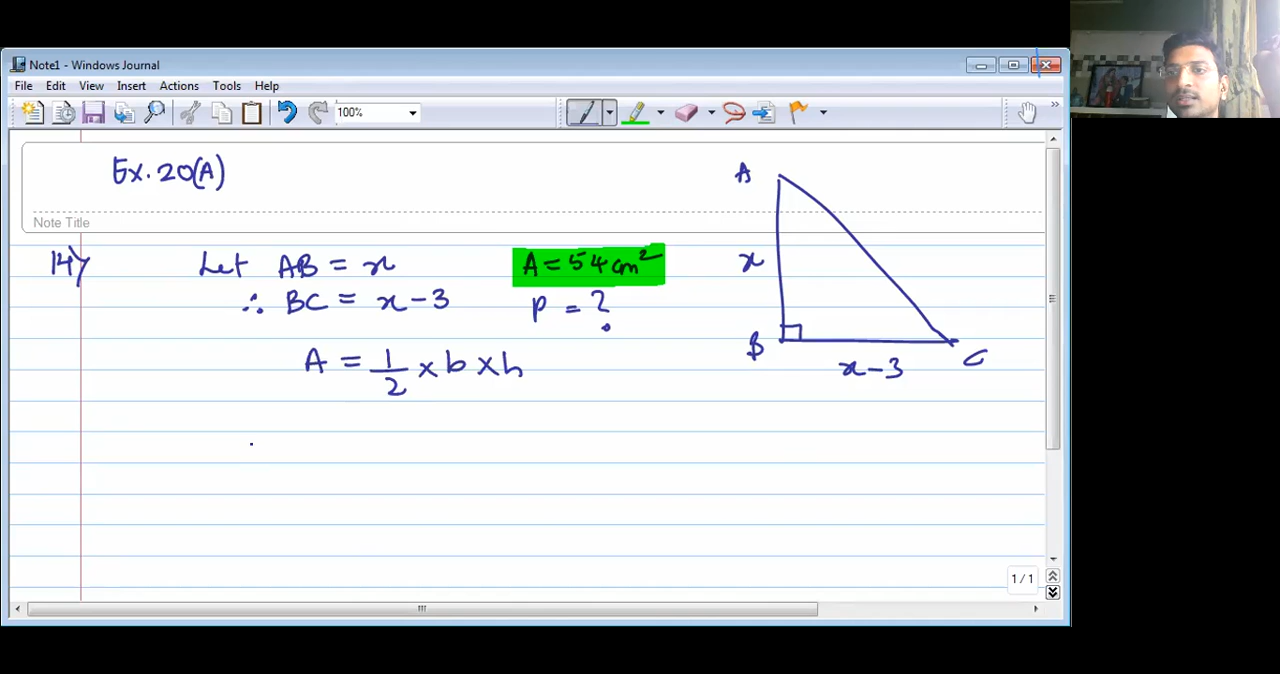 Note1 - Windows Journal
File Edit View Insert Actions Tools Help
100%
Ex. 20(A)
Note Title
14) Let AB = x A = 54 cm²
∴ BC = x - 3 P = ?
A = 1/2 × b × h
A
x
B
x - 3
C
1 / 1